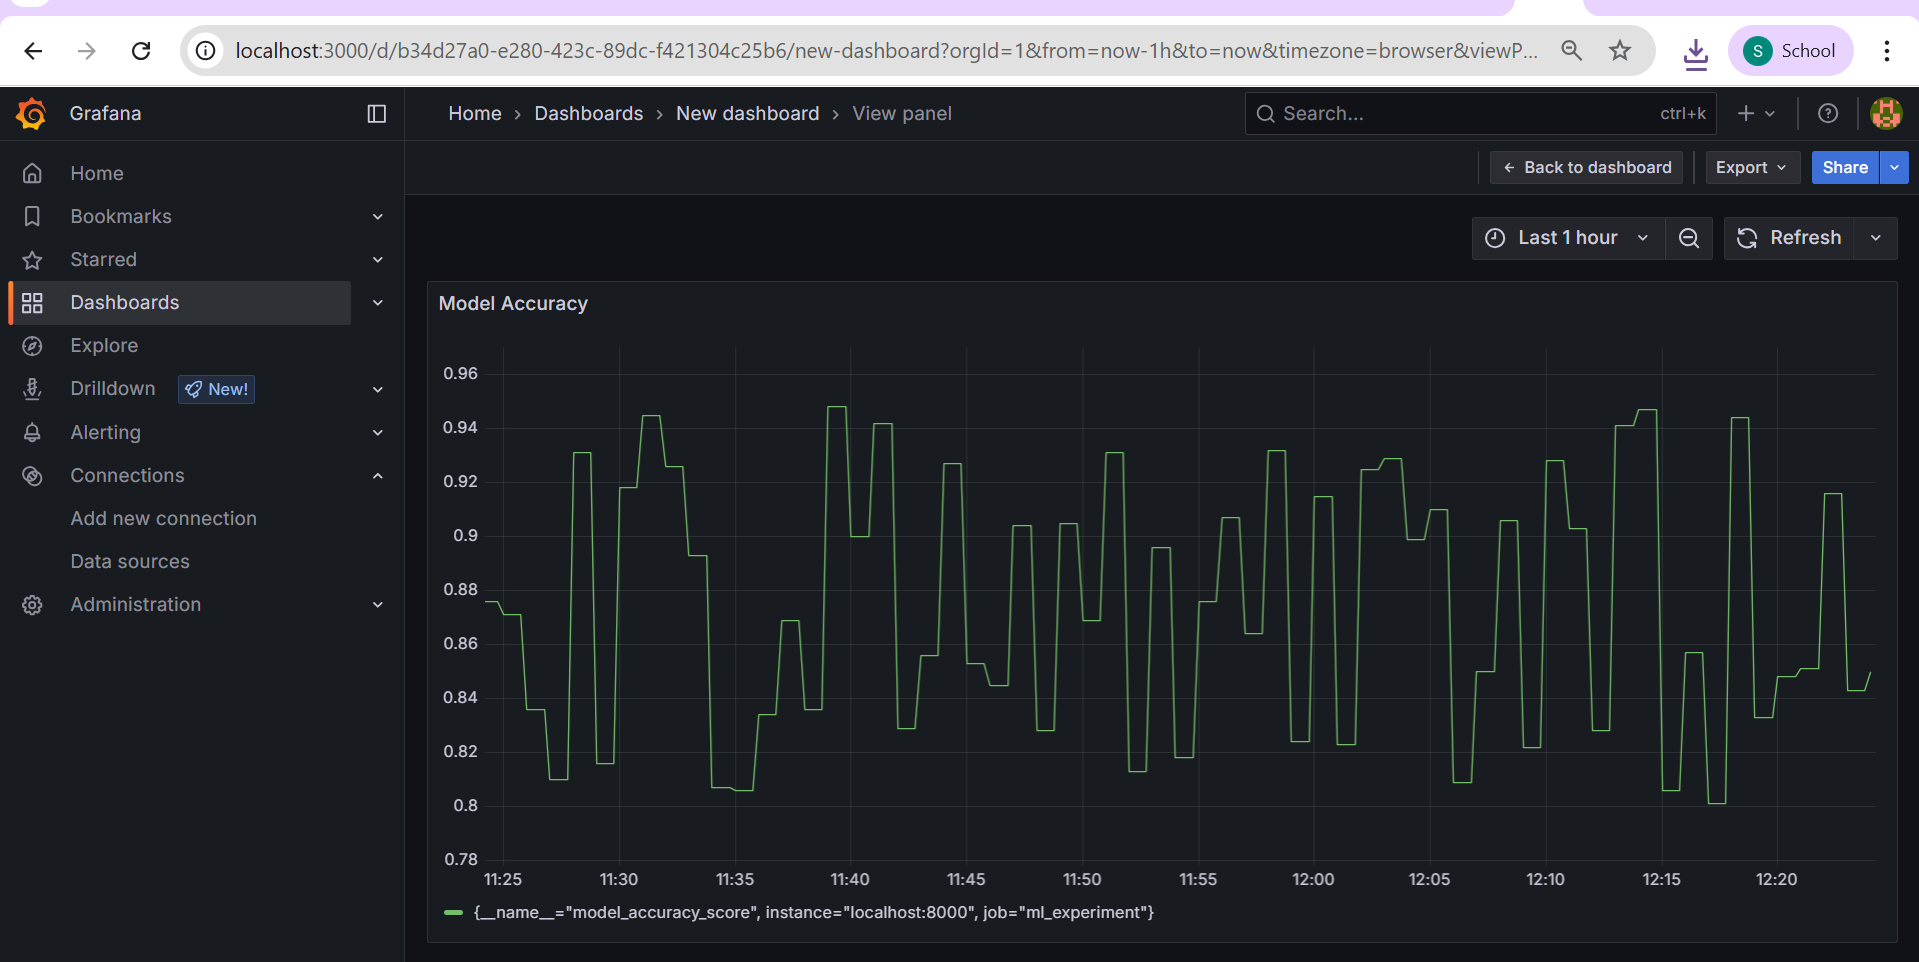 localhost:3000/d/b34d27a0-e280-423c-89dc-f421304c25b6/new-dashboard?orgId=1&from=now-1h&to=now&timezone=browser&viewP...
S School
Grafana
Home › Dashboards › New dashboard › View panel
Search... ctrl+k
Back to dashboard Export Share
Home
Bookmarks
Starred
Dashboards
Explore
Drilldown New!
Alerting
Connections
Add new connection
Data sources
Administration
Last 1 hour Refresh
Model Accuracy
0.96
0.94
0.92
0.9
0.88
0.86
0.84
0.82
0.8
0.78
11:25 11:30 11:35 11:40 11:45 11:50 11:55 12:00 12:05 12:10 12:15 12:20
{__name__="model_accuracy_score", instance="localhost:8000", job="ml_experiment"}